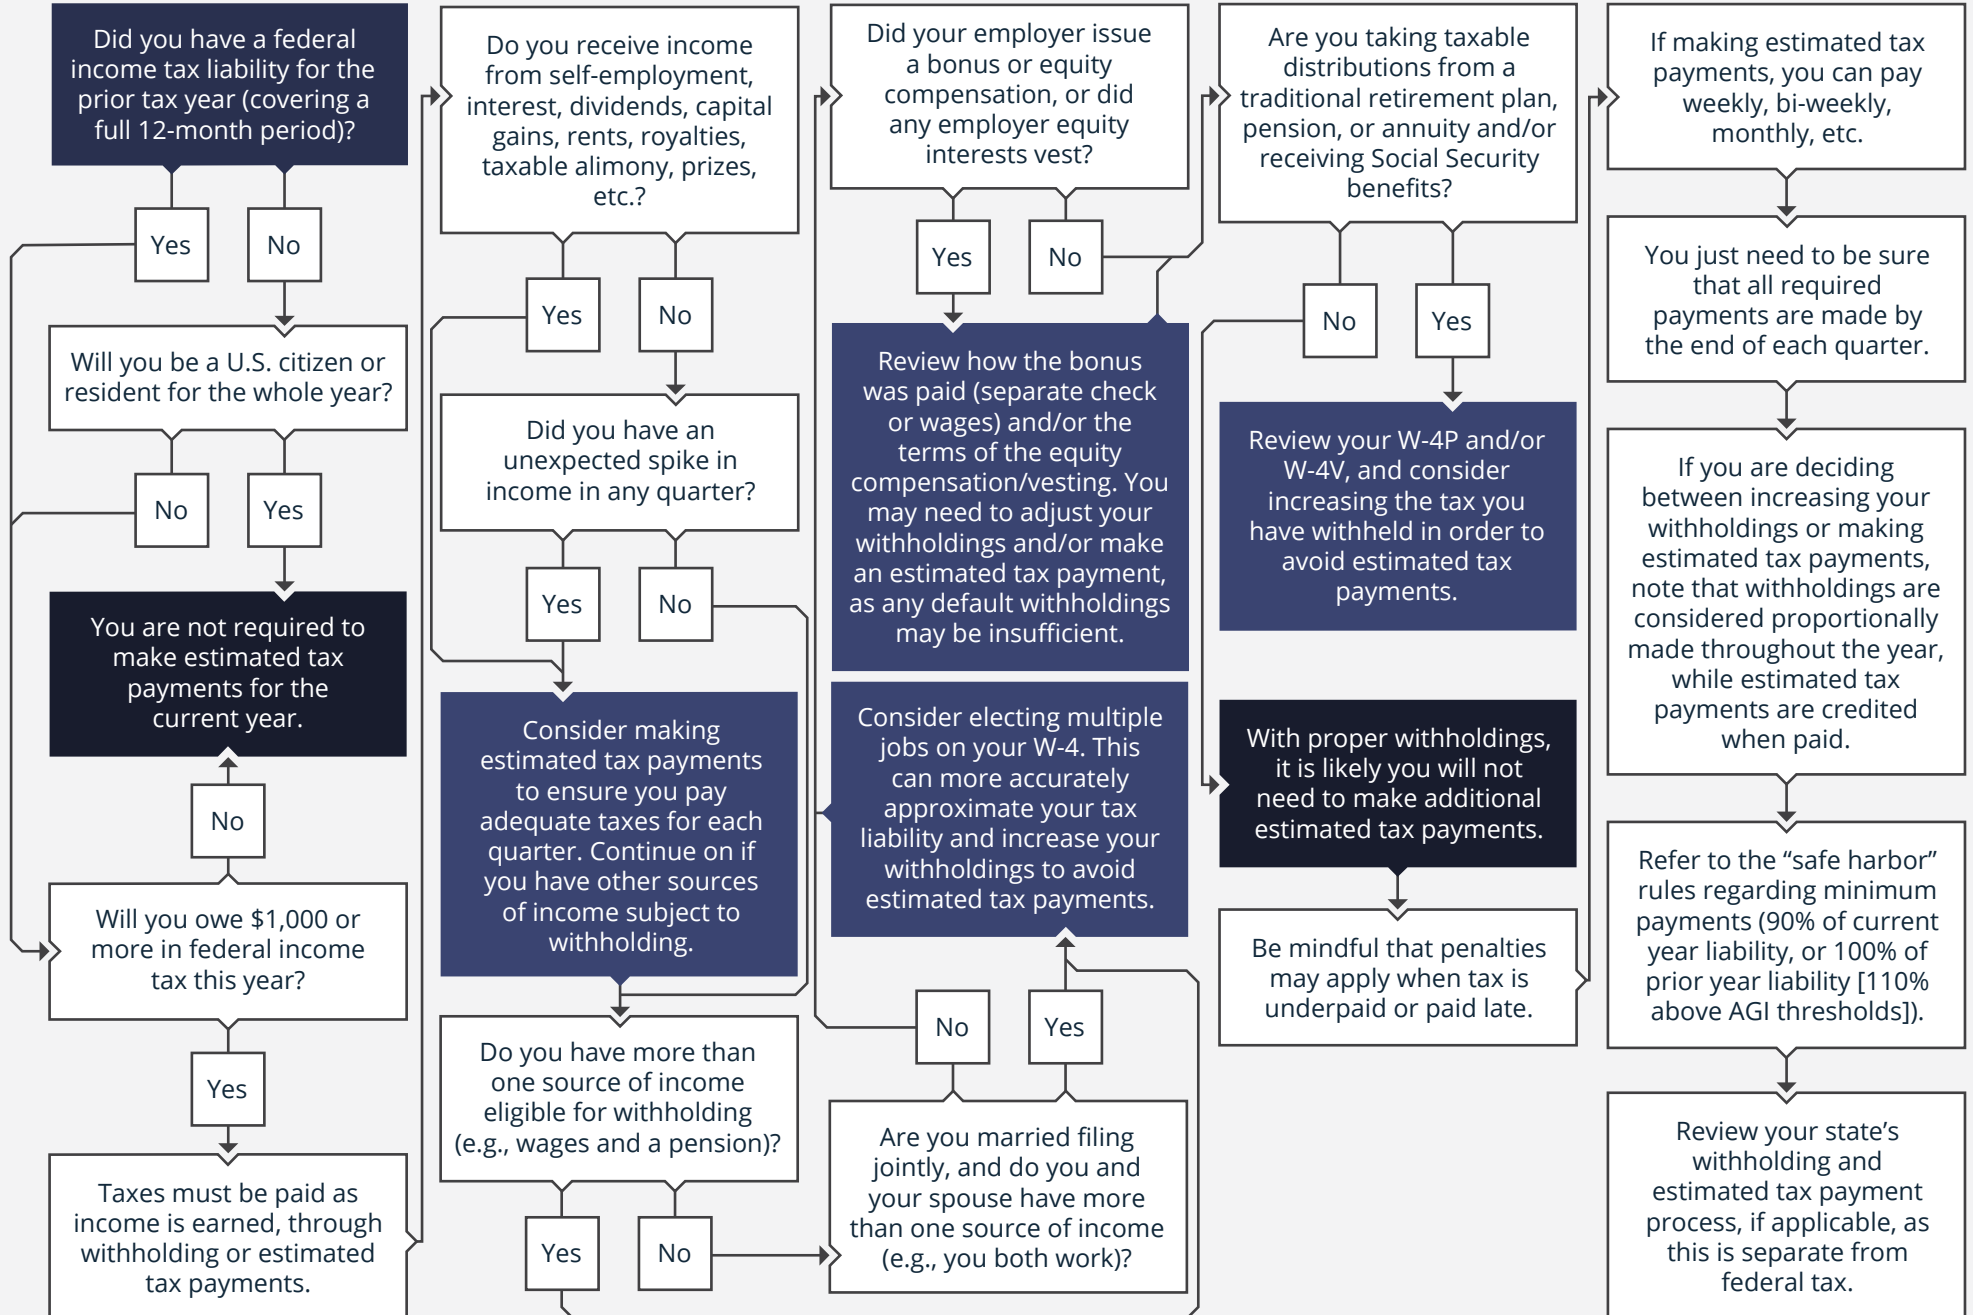 Did you have a federal
income tax liability for the
prior tax year (covering a
full 12-month period)?
Yes
No
Will you be a U.S. citizen or
resident for the whole year?
No
Yes
You are not required to
make estimated tax
payments for the
current year.
No
Will you owe $1,000 or
more in federal income
tax this year?
Yes
Taxes must be paid as
income is earned, through
withholding or estimated
tax payments.
Do you receive income
from self-employment,
interest, dividends, capital
gains, rents, royalties,
taxable alimony, prizes,
etc.?
Yes
No
Did you have an
unexpected spike in
income in any quarter?
Yes
No
Consider making
estimated tax payments
to ensure you pay
adequate taxes for each
quarter. Continue on if
you have other sources
of income subject to
withholding.
Do you have more than
one source of income
eligible for withholding
(e.g., wages and a pension)?
Yes
No
Did your employer issue
a bonus or equity
compensation, or did
any employer equity
interests vest?
Yes
No
Review how the bonus
was paid (separate check
or wages) and/or the
terms of the equity
compensation/vesting. You
may need to adjust your
withholdings and/or make
an estimated tax payment,
as any default withholdings
may be insufficient.
Consider electing multiple
jobs on your W-4. This
can more accurately
approximate your tax
liability and increase your
withholdings to avoid
estimated tax payments.
No
Yes
Are you married filing
jointly, and do you and
your spouse have more
than one source of income
(e.g., you both work)?
Are you taking taxable
distributions from a
traditional retirement plan,
pension, or annuity and/or
receiving Social Security
benefits?
No
Yes
Review your W-4P and/or
W-4V, and consider
increasing the tax you
have withheld in order to
avoid estimated tax
payments.
With proper withholdings,
it is likely you will not
need to make additional
estimated tax payments.
Be mindful that penalties
may apply when tax is
underpaid or paid late.
If making estimated tax
payments, you can pay
weekly, bi-weekly,
monthly, etc.
You just need to be sure
that all required
payments are made by
the end of each quarter.
If you are deciding
between increasing your
withholdings or making
estimated tax payments,
note that withholdings are
considered proportionally
made throughout the year,
while estimated tax
payments are credited
when paid.
Refer to the “safe harbor”
rules regarding minimum
payments (90% of current
year liability, or 100% of
prior year liability [110%
above AGI thresholds]).
Review your state’s
withholding and
estimated tax payment
process, if applicable, as
this is separate from
federal tax.